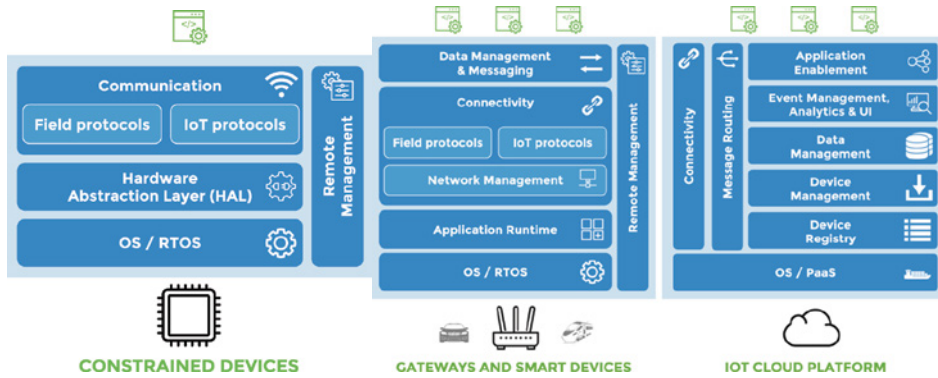 Communication
Field protocols
IoT protocols
Hardware
Abstraction Layer (HAL)
OS / RTOS
Remote
Management
CONSTRAINED DEVICES
Data Management
& Messaging
Connectivity
Field protocols
IoT protocols
Network Management
Application Runtime
OS / RTOS
Remote Management
GATEWAYS AND SMART DEVICES
Connectivity
Message Routing
Application
Enablement
Event Management,
Analytics & UI
Data
Management
Device
Management
Device
Registry
OS / PaaS
IOT CLOUD PLATFORM